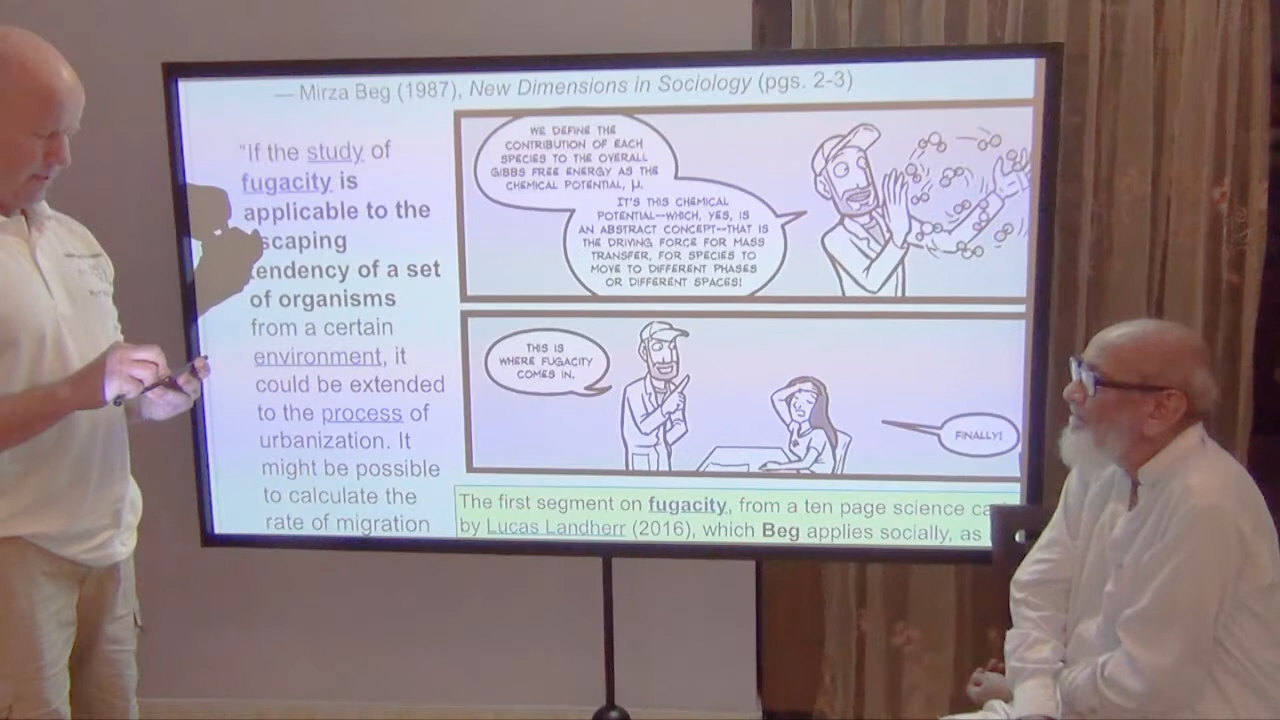 — Mirza Beg (1987), New Dimensions in Sociology (pgs. 2-3)
"If the study of
fugacity is
applicable to the
scaping
endency of a set
of organisms
from a certain
environment, it
could be extended
to the process of
urbanization. It
might be possible
to calculate the
rate of migration
WE DEFINE THE
CONTRIBUTION OF EACH
SPECIES TO THE OVERALL
GIBBS FREE ENERGY AS THE
CHEMICAL POTENTIAL, μ.
IT'S THIS CHEMICAL
POTENTIAL--WHICH, YES, IS
AN ABSTRACT CONCEPT--THAT IS
THE DRIVING FORCE FOR MASS
TRANSFER, FOR SPECIES TO
MOVE TO DIFFERENT PHASES
OR DIFFERENT SPACES!
THIS IS
WHERE FUGACITY
COMES IN.
FINALLY!
The first segment on fugacity, from a ten page science ca
by Lucas Landherr (2016), which Beg applies socially, as